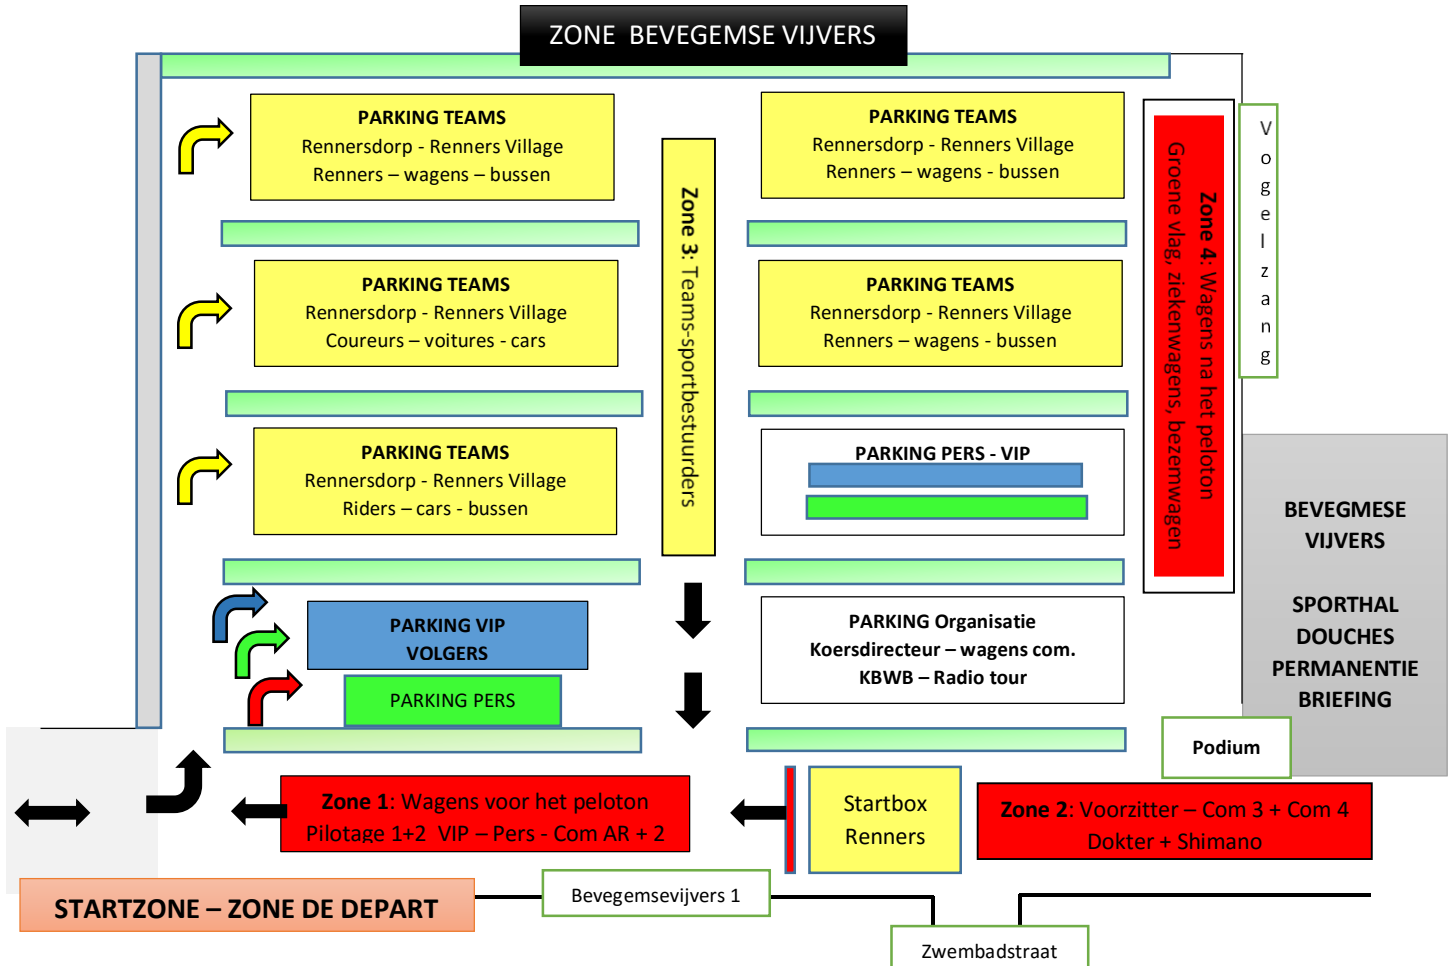 ZONE BEVEGEMSE VIJVERS
PARKING TEAMS
Rennersdorp - Renners Village
Renners – wagens – bussen
PARKING TEAMS
Rennersdorp - Renners Village
Renners – wagens - bussen
PARKING TEAMS
Rennersdorp - Renners Village
Coureurs – voitures - cars
PARKING TEAMS
Rennersdorp - Renners Village
Renners – wagens - bussen
PARKING TEAMS
Rennersdorp - Renners Village
Riders – cars - bussen
PARKING PERS - VIP
Zone 3: Teams-sportbestuurders
Zone 4: Wagens na het peloton
Groene vlag, ziekenwagens, bezemwagen
Vogelzang
BEVEGMESE
VIJVERS
SPORTHAL
DOUCHES
PERMANENTIE
BRIEFING
PARKING VIP
VOLGERS
PARKING PERS
PARKING Organisatie
Koersdirecteur – wagens com.
KBWB – Radio tour
Podium
Zone 1: Wagens voor het peloton
Pilotage 1+2 VIP – Pers - Com AR + 2
Startbox
Renners
Zone 2: Voorzitter – Com 3 + Com 4
Dokter + Shimano
STARTZONE – ZONE DE DEPART
Bevegemsevijvers 1
Zwembadstraat